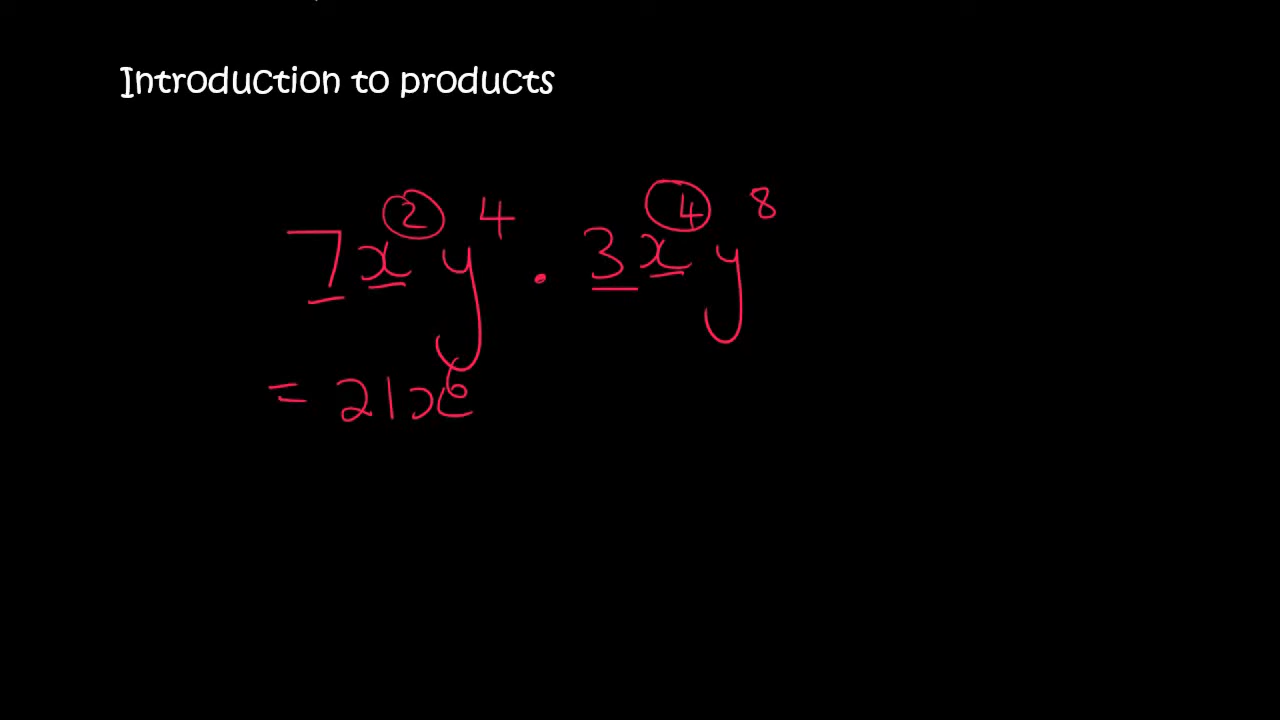 Introduction to products
7x²y⁴ · 3x⁴y⁸
= 21x⁶